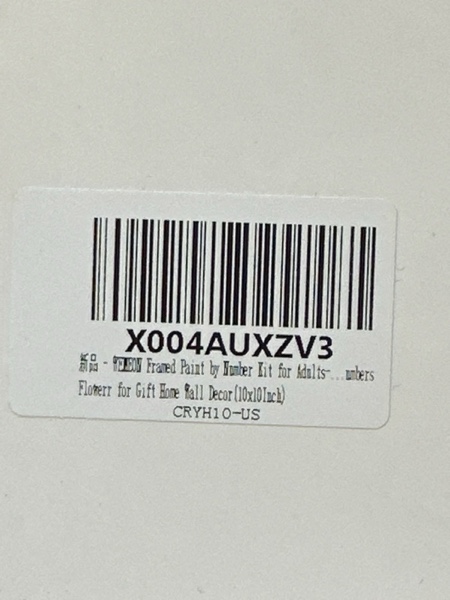 X004AUXZV3
新品 - Framed Paint by Number Kit for Adults-...umbers
Flowerr for Gift Home Wall Decor(10x10Inch)
CRYH10-US